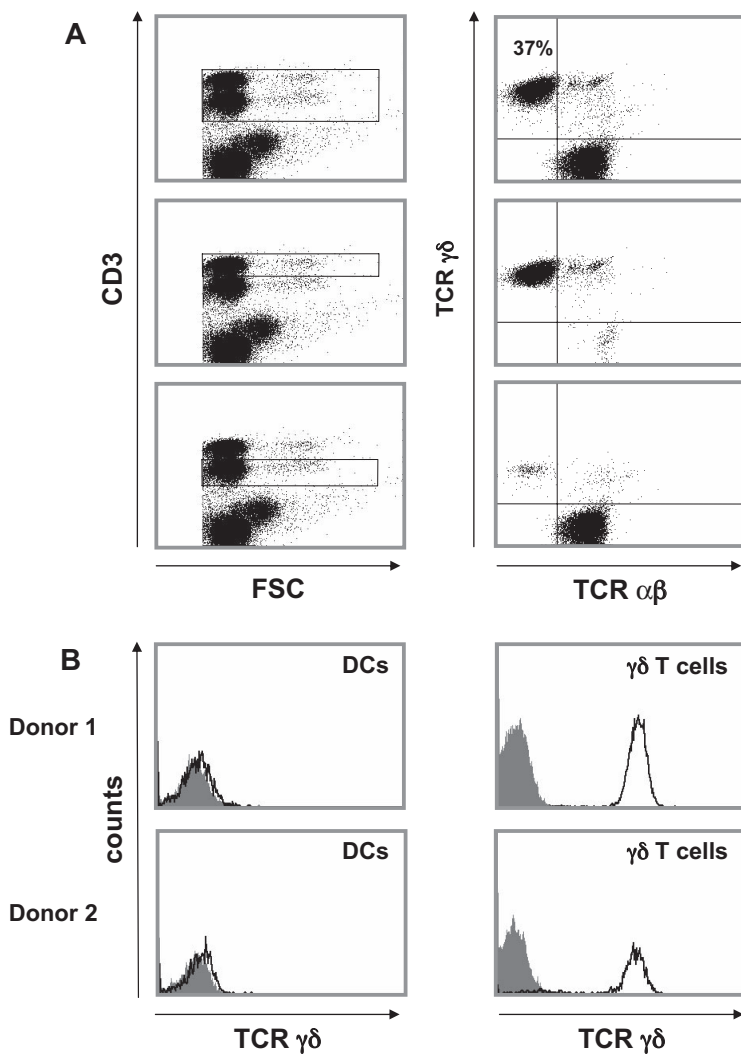 A
37%
CD3
TCR γδ
FSC
TCR αβ
B
DCs
γδ T cells
Donor 1
counts
DCs
γδ T cells
Donor 2
TCR γδ
TCR γδ